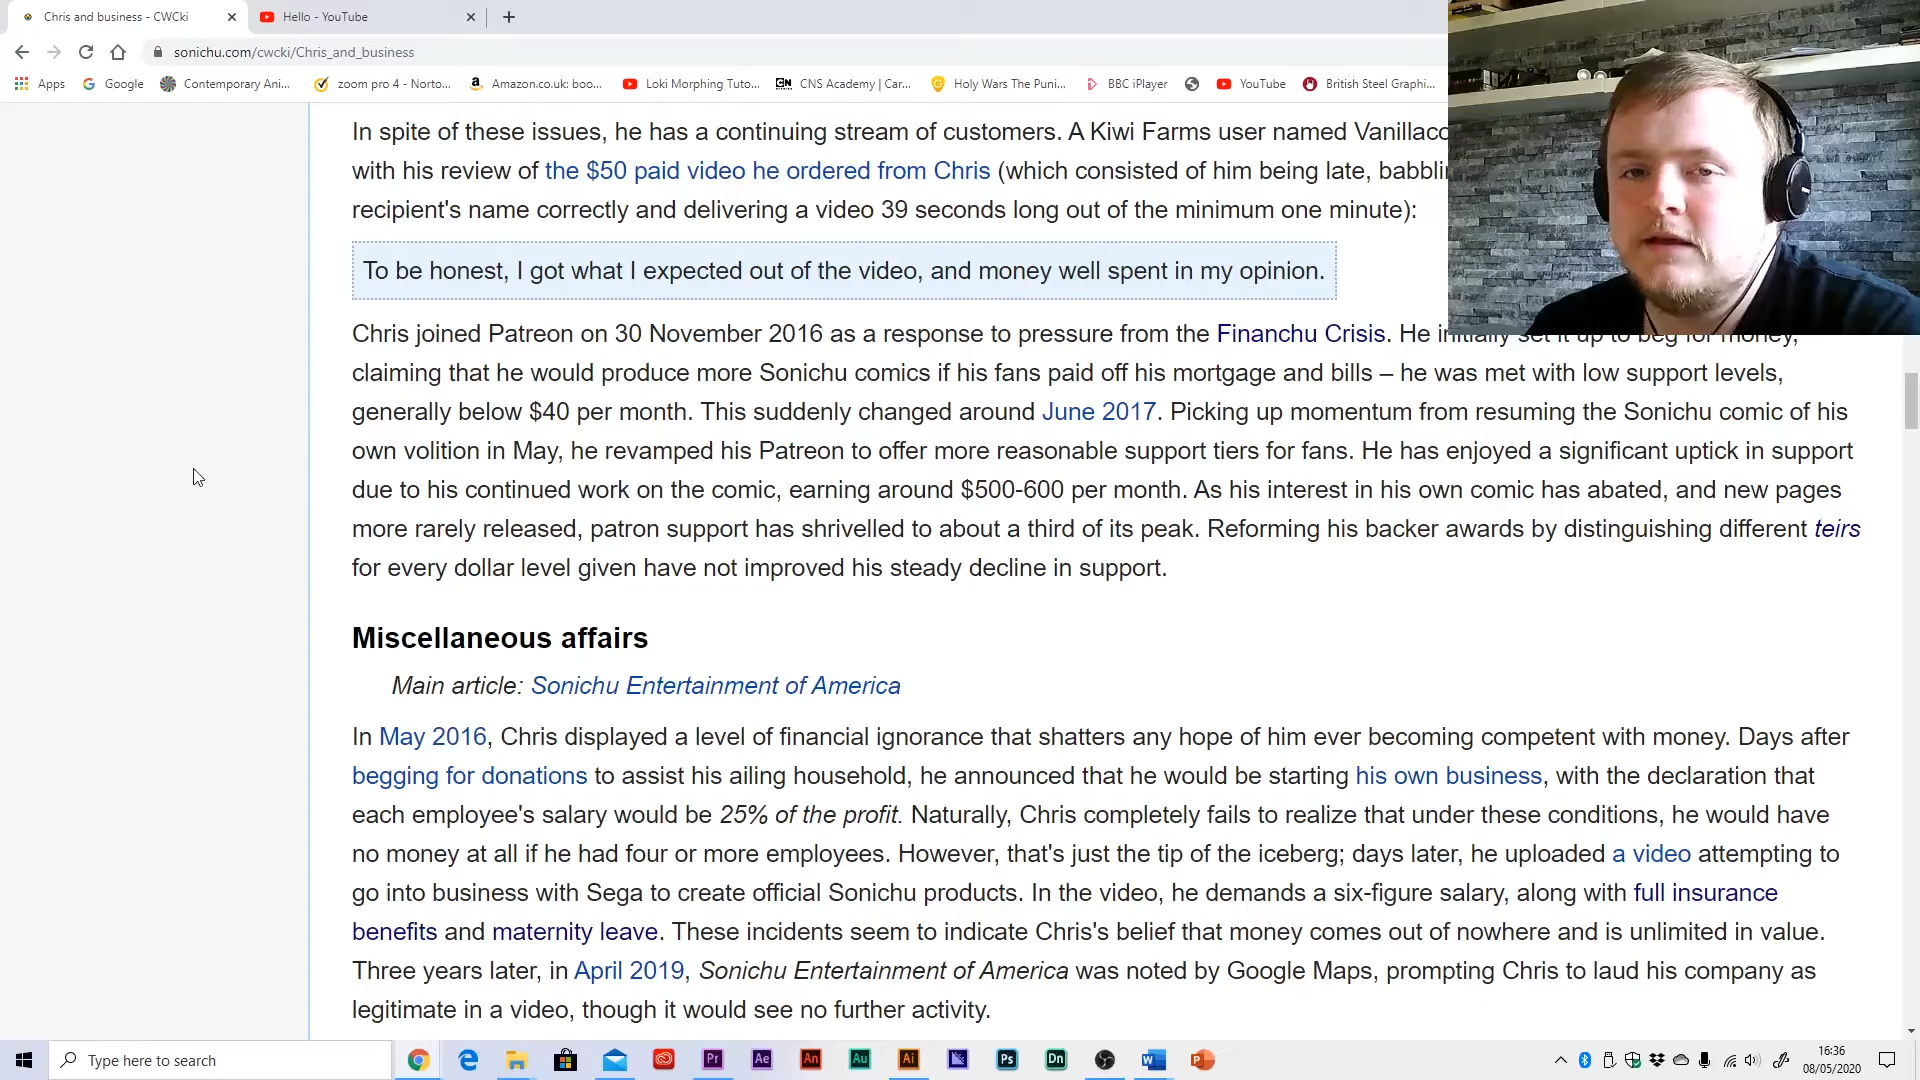 Chris and business - CWCki
Hello - YouTube
sonichu.com/cwcki/Chris_and_business
Apps
Google
Contemporary Ani...
zoom pro 4 - Norto...
Amazon.co.uk: boo...
Loki Morphing Tuto...
CNS Academy | Car...
Holy Wars The Puni...
BBC iPlayer
YouTube
British Steel Graphi...
In spite of these issues, he has a continuing stream of customers. A Kiwi Farms user named
with his review of the $50 paid video he ordered from Chris (which consisted of him being late,
recipient's name correctly and delivering a video 39 seconds long out of the minimum one minute):
To be honest, I got what I expected out of the video, and money well spent in my opinion.
Chris joined Patreon on 30 November 2016 as a response to pressure from the Financhu Crisis. He initially set it up to beg for money,
claiming that he would produce more Sonichu comics if his fans paid off his mortgage and bills – he was met with low support levels,
generally below $40 per month. This suddenly changed around June 2017. Picking up momentum from resuming the Sonichu comic of his
own volition in May, he revamped his Patreon to offer more reasonable support tiers for fans. He has enjoyed a significant uptick in support
due to his continued work on the comic, earning around $500-600 per month. As his interest in his own comic has abated, and new pages
more rarely released, patron support has shrivelled to about a third of its peak. Reforming his backer awards by distinguishing different teirs
for every dollar level given have not improved his steady decline in support.
Miscellaneous affairs
Main article: Sonichu Entertainment of America
In May 2016, Chris displayed a level of financial ignorance that shatters any hope of him ever becoming competent with money. Days after
begging for donations to assist his ailing household, he announced that he would be starting his own business, with the declaration that
each employee's salary would be 25% of the profit. Naturally, Chris completely fails to realize that under these conditions, he would have
no money at all if he had four or more employees. However, that's just the tip of the iceberg; days later, he uploaded a video attempting to
go into business with Sega to create official Sonichu products. In the video, he demands a six-figure salary, along with full insurance
benefits and maternity leave. These incidents seem to indicate Chris's belief that money comes out of nowhere and is unlimited in value.
Three years later, in April 2019, Sonichu Entertainment of America was noted by Google Maps, prompting Chris to laud his company as
legitimate in a video, though it would see no further activity.
Type here to search
Pr
Ae
An
Au
Ai
Ps
Dn
16:36
08/05/2020